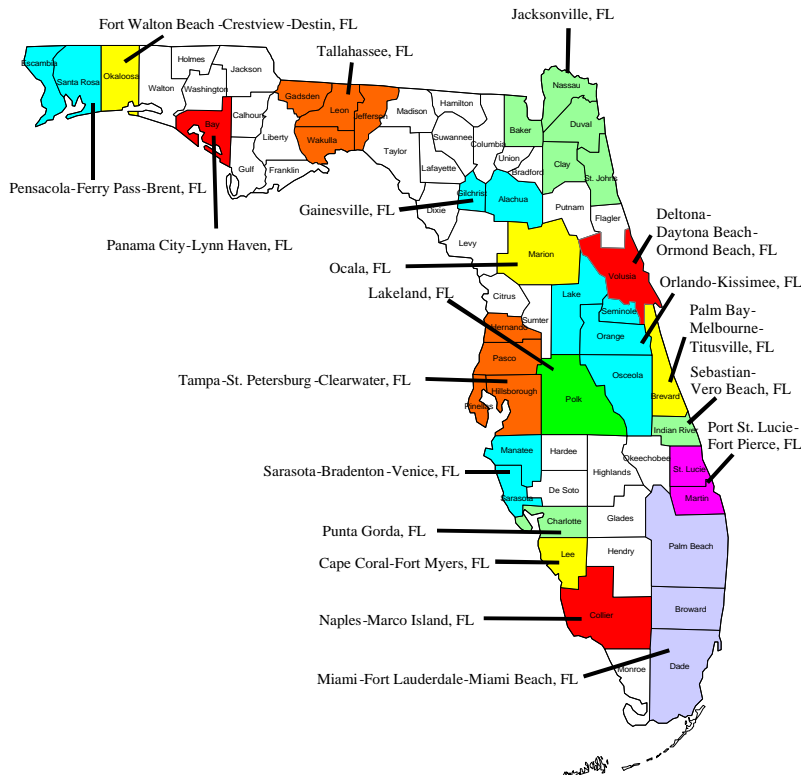 Jacksonville, FL
Fort Walton Beach -Crestview-Destin, FL
Tallahassee, FL
Escambia
Santa Rosa
Okaloosa
Holmes
Walton
Washington
Jackson
Bay
Calhoun
Gulf
Liberty
Franklin
Gadsden
Leon
Jefferson
Wakulla
Madison
Taylor
Hamilton
Suwannee
Lafayette
Columbia
Baker
Nassau
Duval
Union
Bradford
Clay
St. Johns
Gilchrist
Alachua
Dixie
Putnam
Flagler
Levy
Marion
Volusia
Pensacola-Ferry Pass-Brent, FL
Panama City-Lynn Haven, FL
Gainesville, FL
Ocala, FL
Lakeland, FL
Deltona-
Daytona Beach-
Ormond Beach, FL
Orlando-Kissimee, FL
Palm Bay-
Melbourne-
Titusville, FL
Sebastian-
Vero Beach, FL
Port St. Lucie-
Fort Pierce, FL
Citrus
Sumter
Lake
Seminole
Orange
Hernando
Pasco
Hillsborough
Pinellas
Polk
Osceola
Brevard
Indian River
Tampa-St. Petersburg -Clearwater, FL
Manatee
Hardee
Okeechobee
Highlands
St. Lucie
Sarasota
De Soto
Martin
Sarasota-Bradenton-Venice, FL
Charlotte
Glades
Punta Gorda, FL
Lee
Hendry
Palm Beach
Cape Coral-Fort Myers, FL
Collier
Broward
Naples-Marco Island, FL
Monroe
Dade
Miami-Fort Lauderdale-Miami Beach, FL